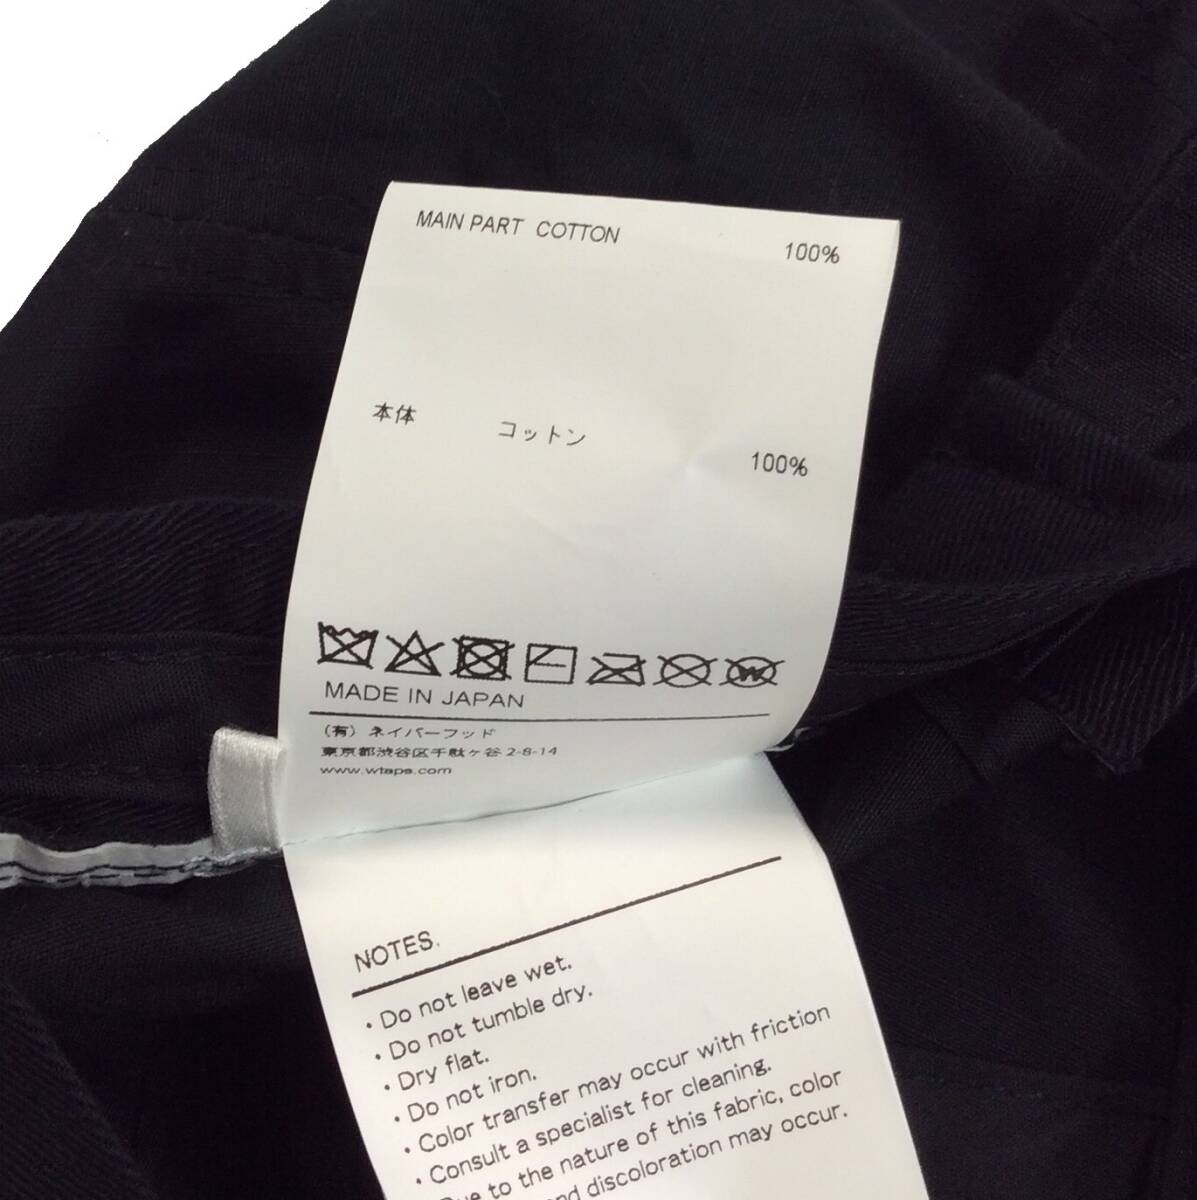 MAIN PART COTTON 100%
本体 コットン 100%
W
MADE IN JAPAN
(有) ネイバーフッド
東京都渋谷区千駄ヶ谷 2-8-14
www.wtaps.com
NOTES.
・Do not leave wet.
・Do not tumble dry.
・Dry flat.
・Do not iron.
・Color transfer may occur with friction
・Consult a specialist for cleaning.
to the nature of this fabric, color
discoloration may occur.